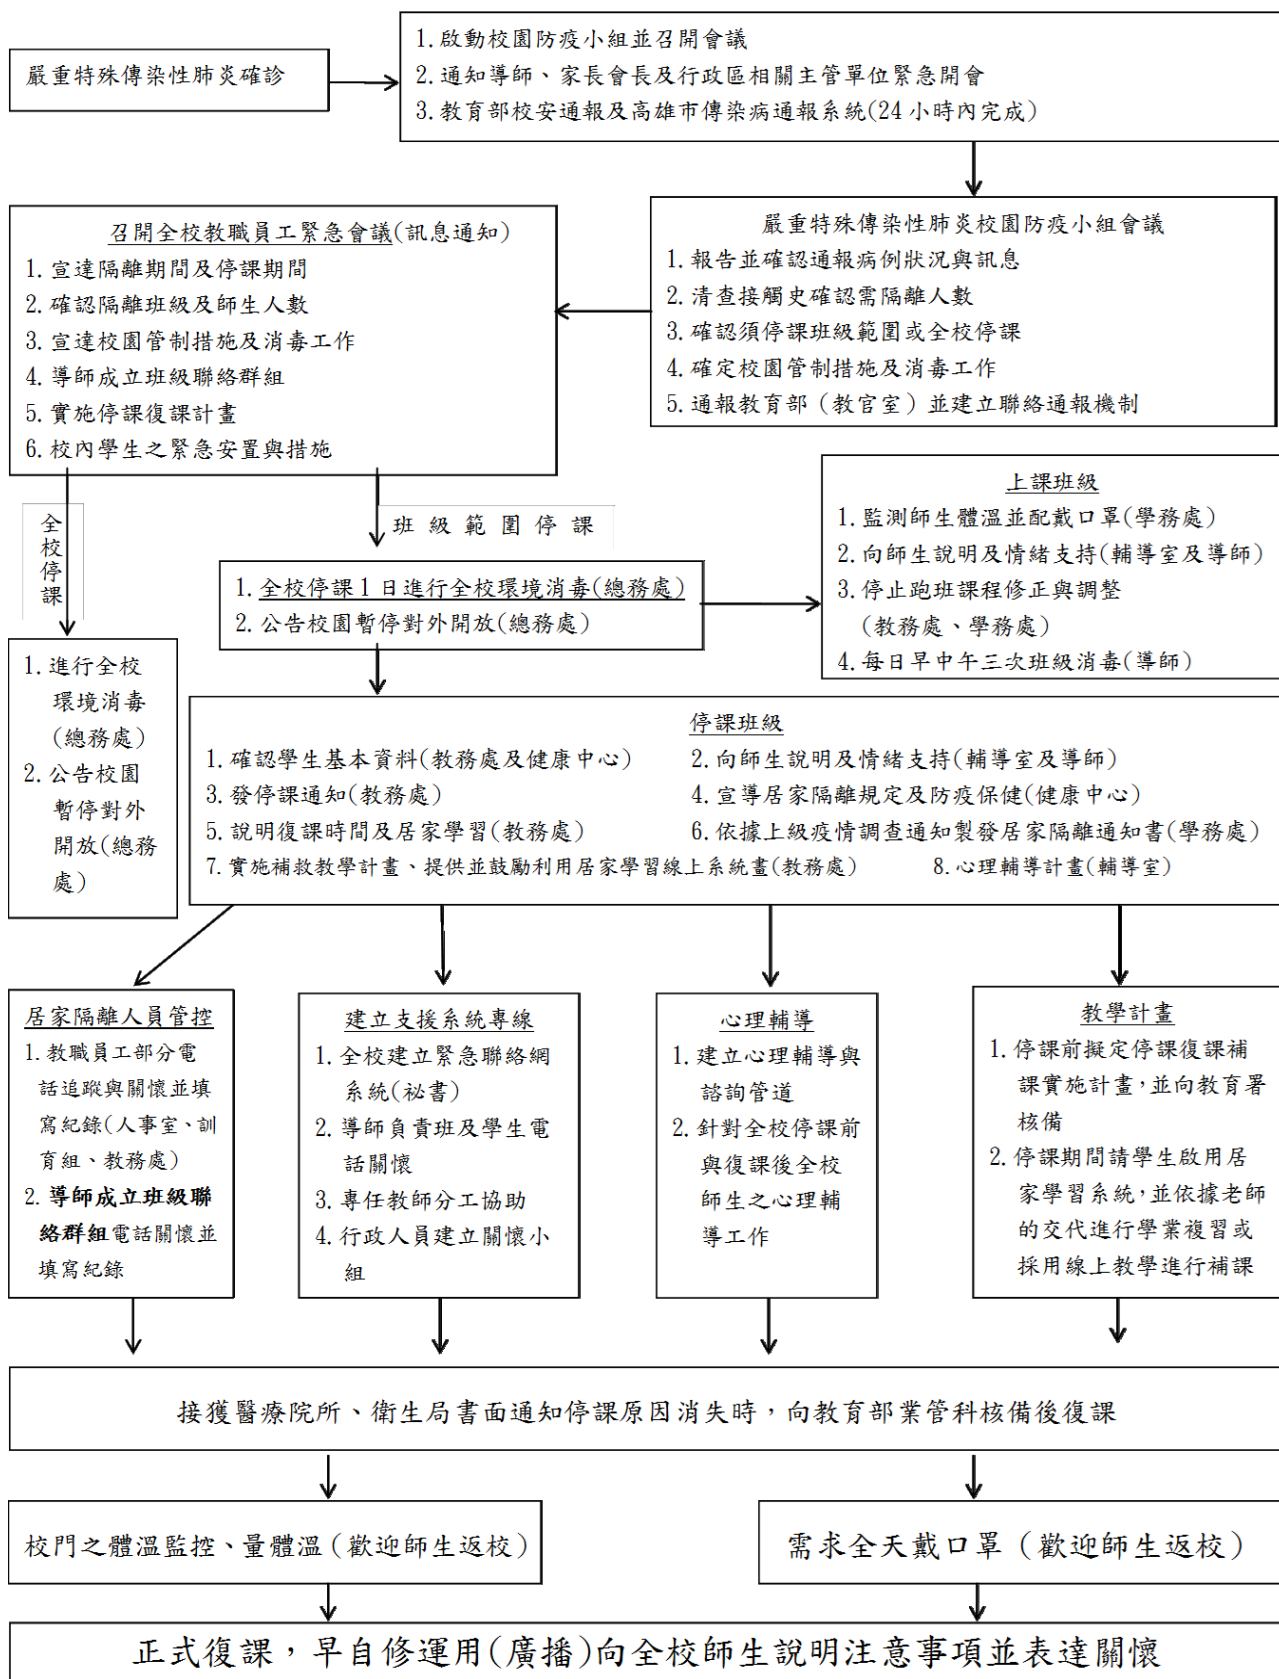 嚴重特殊傳染性肺炎確診
1.啟動校園防疫小組並召開會議
2.通知導師、家長會長及行政區相關主管單位緊急開會
3.教育部校安通報及高雄市傳染病通報系統(24小時內完成)
嚴重特殊傳染性肺炎校園防疫小組會議
1.報告並確認通報病例狀況與訊息
2.清查接觸史確認需隔離人數
3.確認須停課班級範圍或全校停課
4.確定校園管制措施及消毒工作
5.通報教育部（教官室）並建立聯絡通報機制
召開全校教職員工緊急會議(訊息通知)
1.宣達隔離期間及停課期間
2.確認隔離班級及師生人數
3.宣達校園管制措施及消毒工作
4.導師成立班級聯絡群組
5.實施停課復課計畫
6.校內學生之緊急安置與措施
全校停課
班級範圍停課
1.進行全校
環境消毒
(總務處)
2.公告校園
暫停對外
開放(總務
處)
1.全校停課1日進行全校環境消毒(總務處)
2.公告校園暫停對外開放(總務處)
上課班級
1.監測師生體溫並配戴口罩(學務處)
2.向師生說明及情緒支持(輔導室及導師)
3.停止跑班課程修正與調整
(教務處、學務處)
4.每日早中午三次班級消毒(導師)
停課班級
1.確認學生基本資料(教務處及健康中心) 2.向師生說明及情緒支持(輔導室及導師)
3.發停課通知(教務處) 4.宣導居家隔離規定及防疫保健(健康中心)
5.說明復課時間及居家學習(教務處) 6.依據上級疫情調查通知製發居家隔離通知書(學務處)
7.實施補救教學計畫、提供並鼓勵利用居家學習線上系統畫(教務處) 8.心理輔導計畫(輔導室)
居家隔離人員管控
1.教職員工部分電
話追蹤與關懷並填
寫紀錄(人事室、訓
育組、教務處)
2.導師成立班級聯
絡群組電話關懷並
填寫紀錄
建立支援系統專線
1.全校建立緊急聯絡網
系統(祕書)
2.導師負責班及學生電
話關懷
3.專任教師分工協助
4.行政人員建立關懷小
組
心理輔導
1.建立心理輔導與
諮詢管道
2.針對全校停課前
與復課後全校
師生之心理輔
導工作
教學計畫
1.停課前擬定停課復課補
課實施計畫，並向教育署
核備
2.停課期間請學生啟用居
家學習系統，並依據老師
的交代進行學業複習或
採用線上教學進行補課
接獲醫療院所、衛生局書面通知停課原因消失時，向教育部業管科核備後復課
校門之體溫監控、量體溫（歡迎師生返校）
需求全天戴口罩（歡迎師生返校）
正式復課，早自修運用(廣播)向全校師生說明注意事項並表達關懷